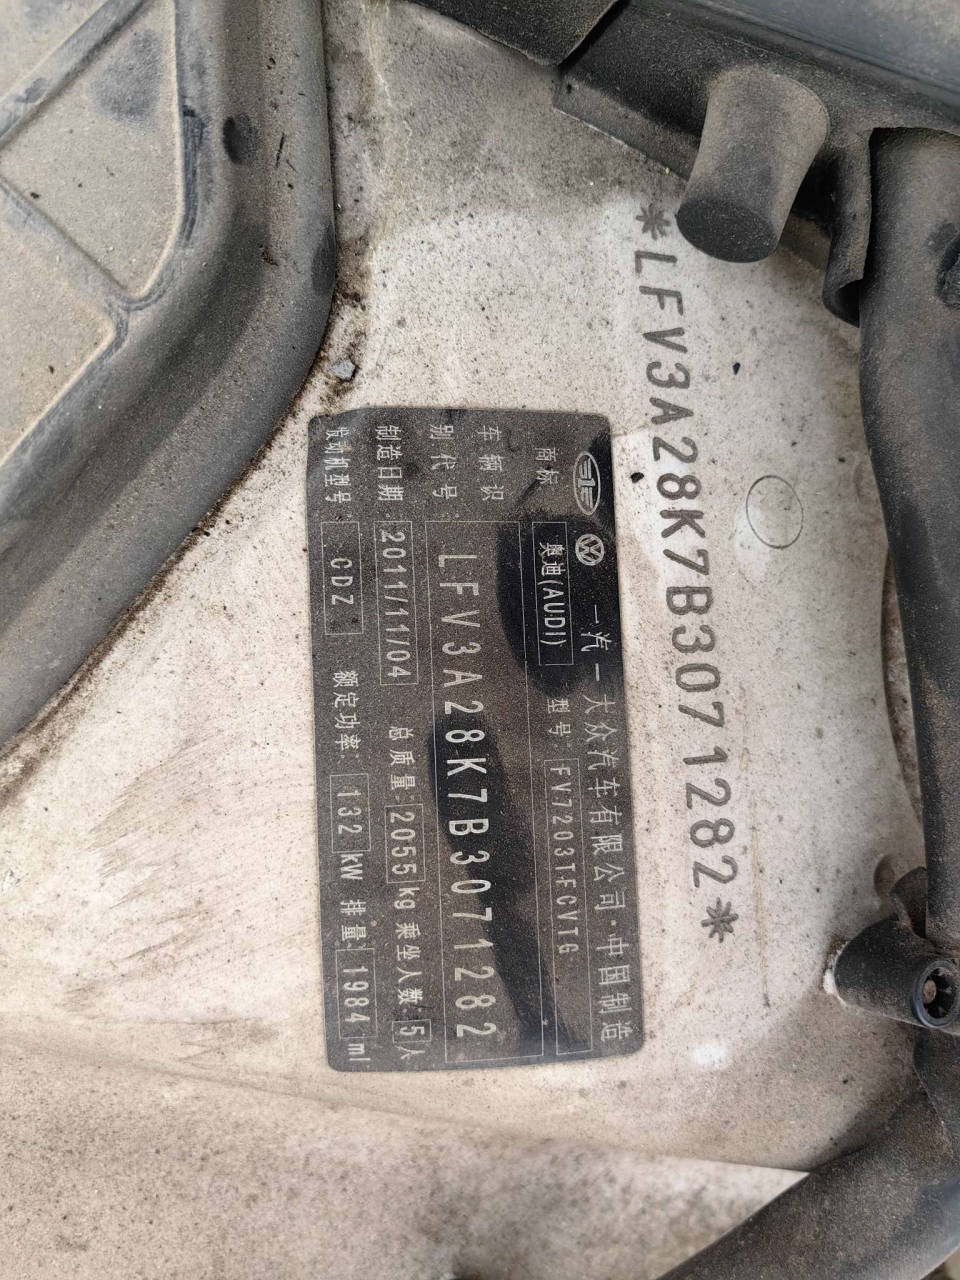 *LFV3A28K7B3071282*
一汽一大众汽车有限公司·中国制造
商标 奥迪(AUDI) 型号: FV7203TFCVTG
车辆识
别代号: LFV3A28K7B3071282
制造日期: 2011/11/04 总质量: 2055 kg 乘坐人数: 5 人
发动机型号: CDZ 额定功率: 132 kW 排量: 1984 ml